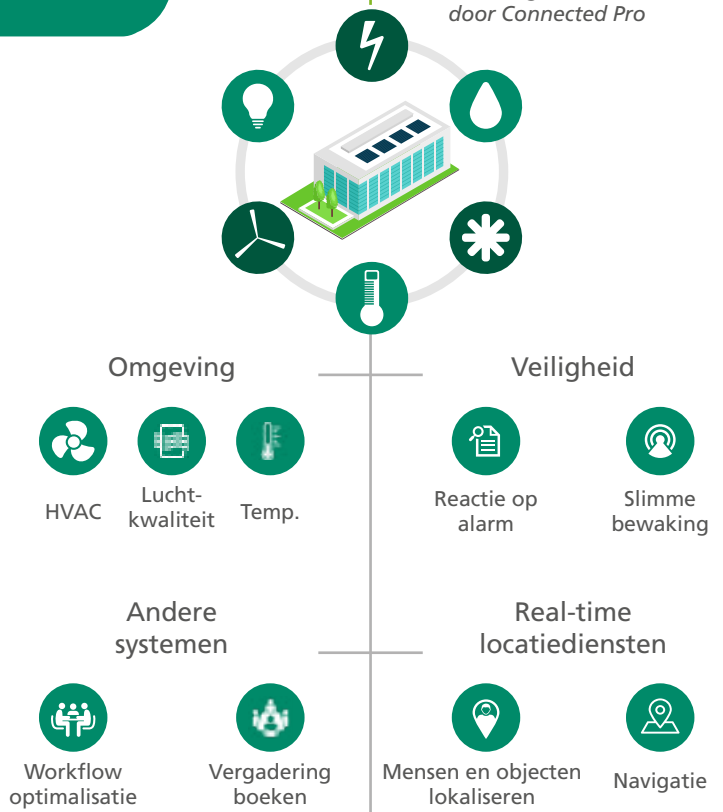 door Connected Pro
Omgeving
Veiligheid
HVAC
Lucht-
kwaliteit
Temp.
Reactie op
alarm
Slimme
bewaking
Andere
systemen
Real-time
locatiediensten
Workflow
optimalisatie
Vergadering
boeken
Mensen en objecten
lokaliseren
Navigatie